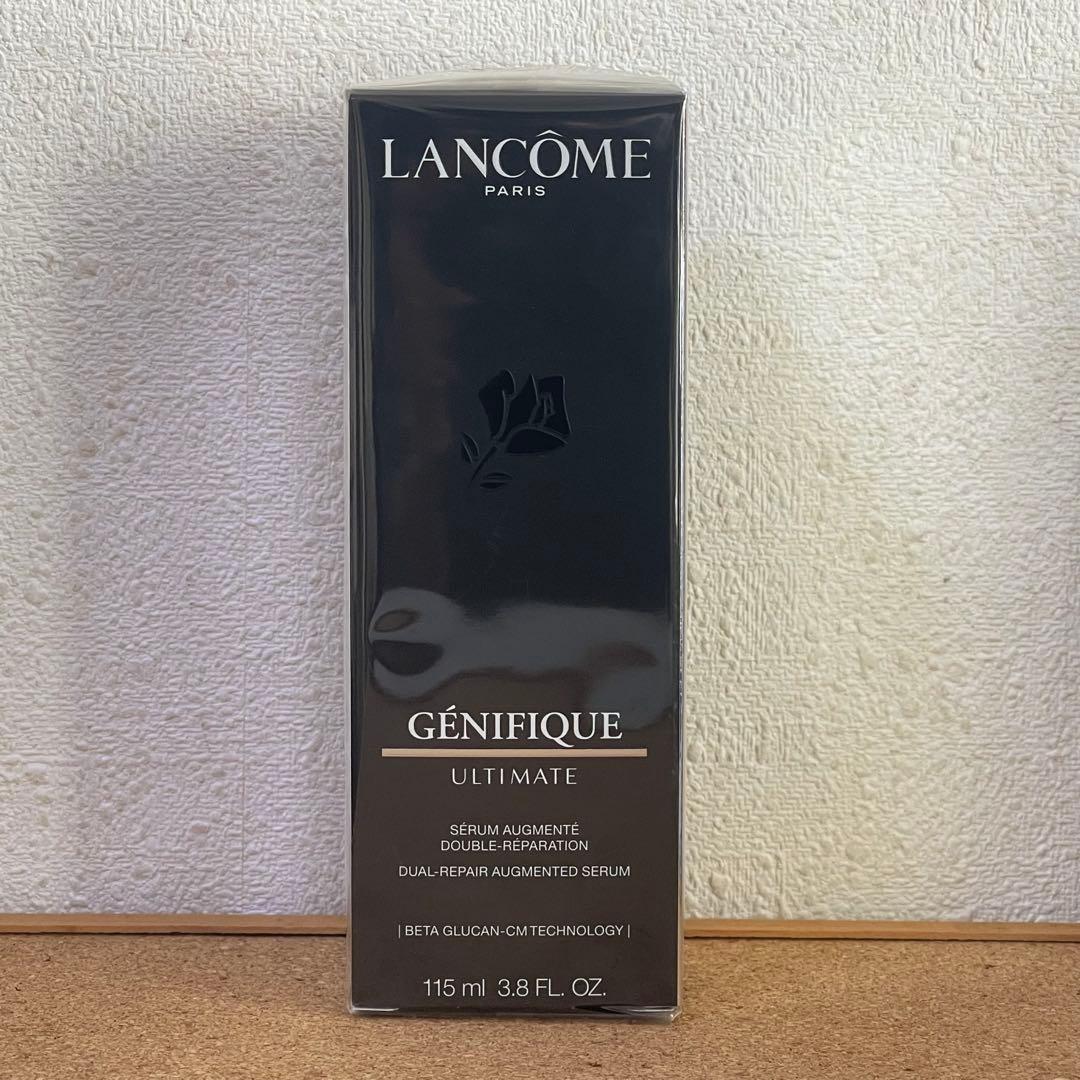 LANCÔME
PARIS
GÉNIFIQUE
ULTIMATE
SÉRUM AUGMENTÉ
DOUBLE-RÉPARATION
DUAL-REPAIR AUGMENTED SERUM
| BETA GLUCAN-CM TECHNOLOGY |
115 ml 3.8 FL. OZ.